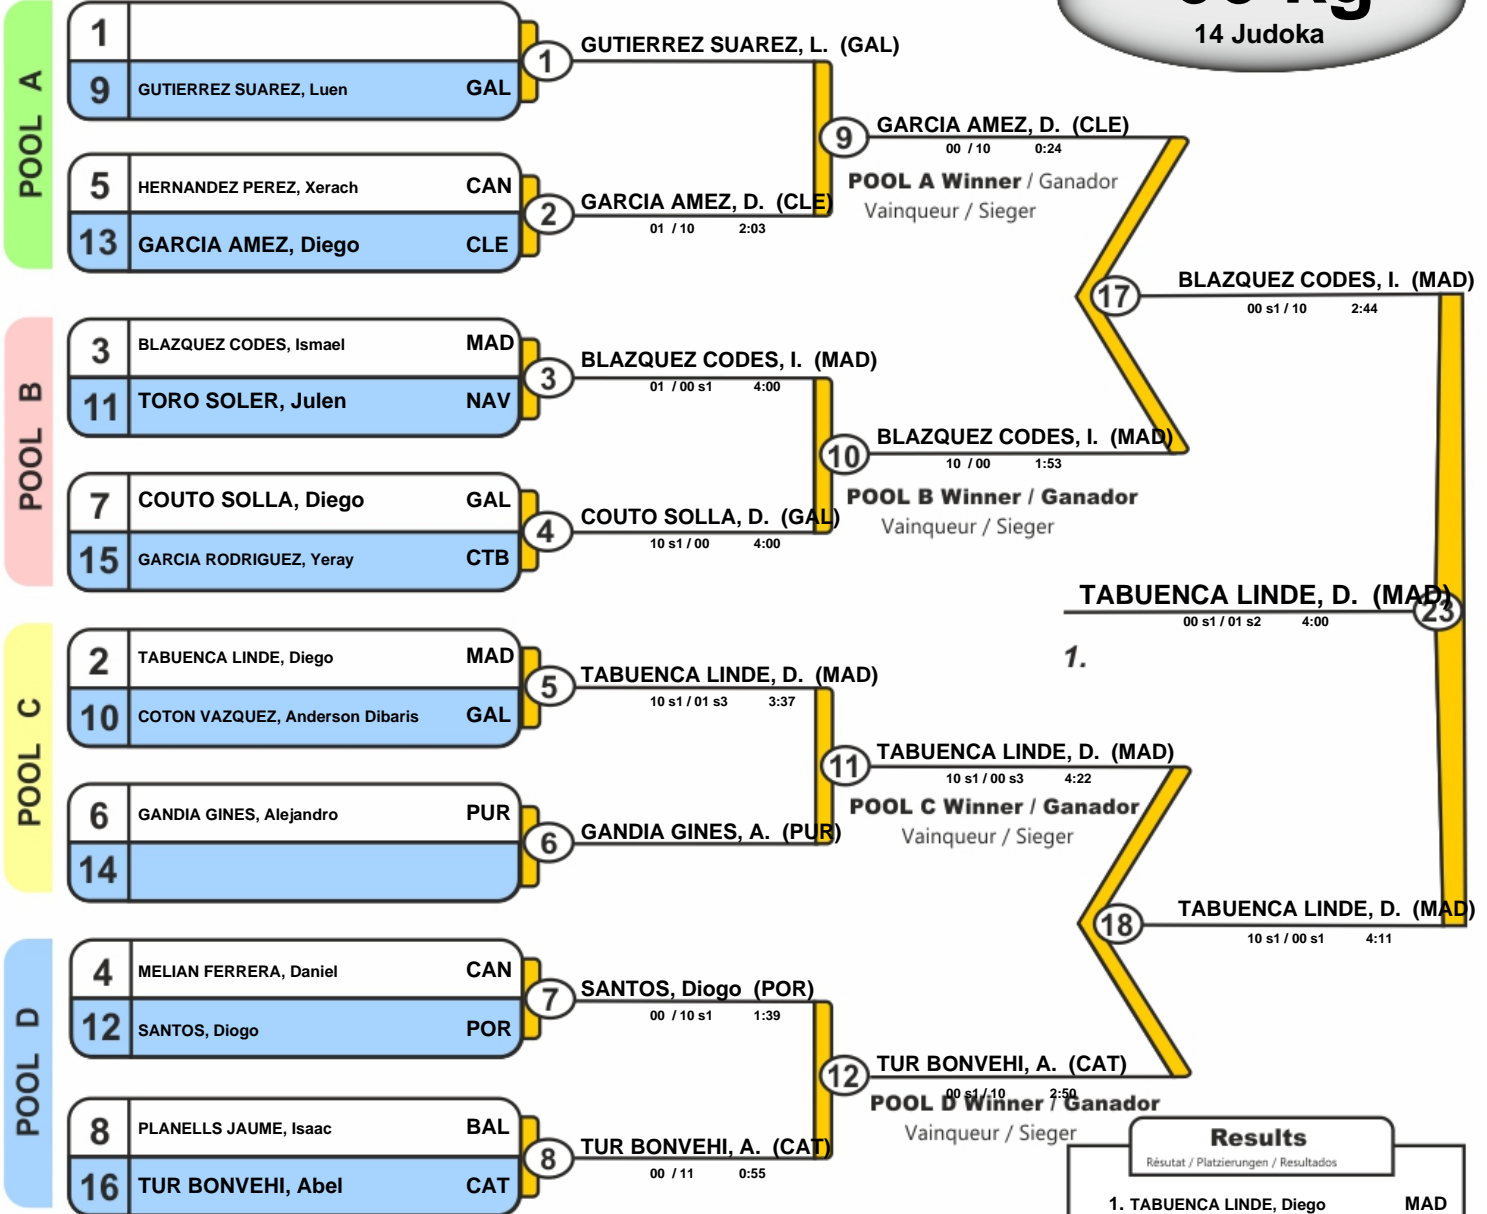 14 Judoka
POOL A
1
9 GUTIERREZ SUAREZ, Luen GAL
5 HERNANDEZ PEREZ, Xerach CAN
13 GARCIA AMEZ, Diego CLE
1 GUTIERREZ SUAREZ, L. (GAL)
2 GARCIA AMEZ, D. (CLE)
01 / 10 2:03
9 GARCIA AMEZ, D. (CLE)
00 / 10 0:24
POOL A Winner / Ganador
Vainqueur / Sieger
POOL B
3 BLAZQUEZ CODES, Ismael MAD
11 TORO SOLER, Julen NAV
7 COUTO SOLLA, Diego GAL
15 GARCIA RODRIGUEZ, Yeray CTB
3 BLAZQUEZ CODES, I. (MAD)
01 / 00 s1 4:00
4 COUTO SOLLA, D. (GAL)
10 s1 / 00 4:00
10 BLAZQUEZ CODES, I. (MAD)
10 / 00 1:53
POOL B Winner / Ganador
Vainqueur / Sieger
17 BLAZQUEZ CODES, I. (MAD)
00 s1 / 10 2:44
TABUENCA LINDE, D. (MAD) 23
00 s1 / 01 s2 4:00
1.
POOL C
2 TABUENCA LINDE, Diego MAD
10 COTON VAZQUEZ, Anderson Dibaris GAL
6 GANDIA GINES, Alejandro PUR
14
5 TABUENCA LINDE, D. (MAD)
10 s1 / 01 s3 3:37
6 GANDIA GINES, A. (PUR)
11 TABUENCA LINDE, D. (MAD)
10 s1 / 00 s3 4:22
POOL C Winner / Ganador
Vainqueur / Sieger
18 TABUENCA LINDE, D. (MAD)
10 s1 / 00 s1 4:11
POOL D
4 MELIAN FERRERA, Daniel CAN
12 SANTOS, Diogo POR
8 PLANELLS JAUME, Isaac BAL
16 TUR BONVEHI, Abel CAT
7 SANTOS, Diogo (POR)
00 / 10 s1 1:39
8 TUR BONVEHI, A. (CAT)
00 / 11 0:55
12 TUR BONVEHI, A. (CAT)
00 s1 / 10 2:50
POOL D Winner / Ganador
Vainqueur / Sieger
Results
Résutat / Platzierungen / Resultados
1. TABUENCA LINDE, Diego MAD